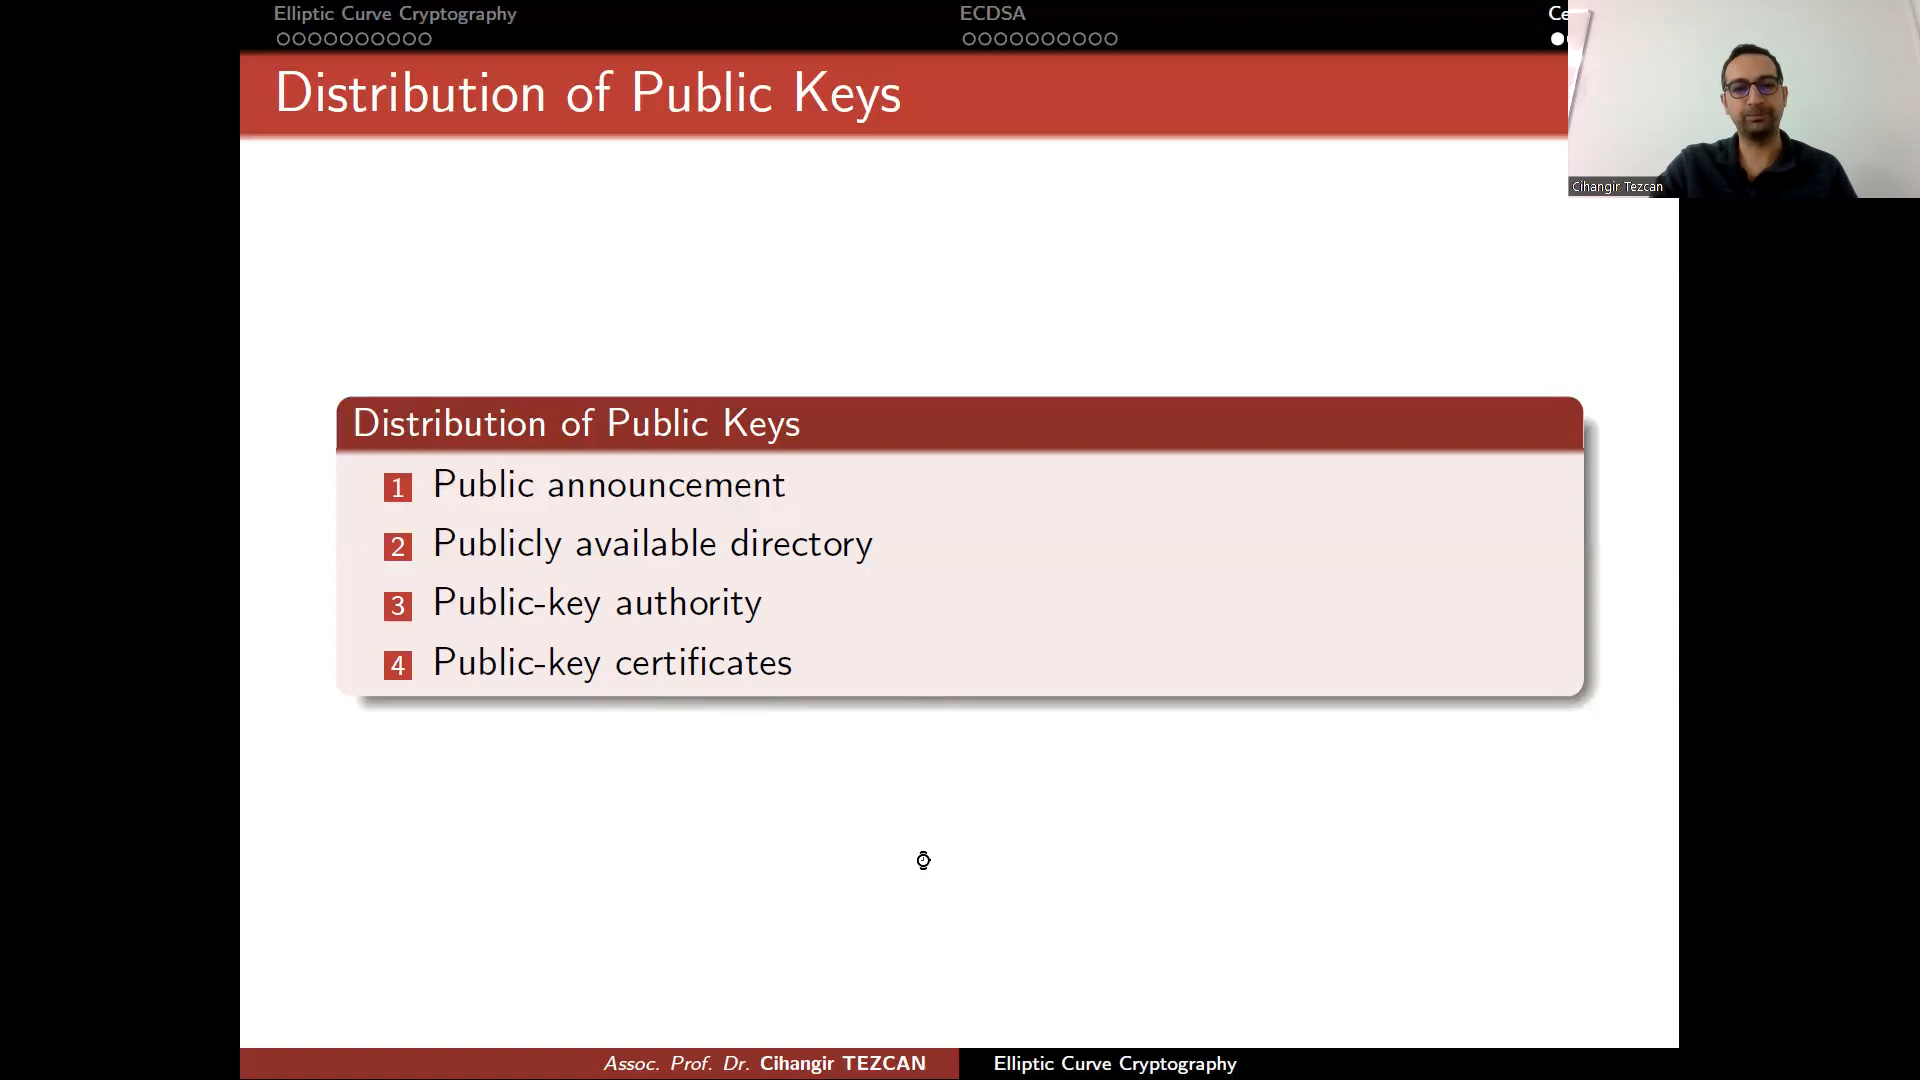 Elliptic Curve Cryptography
ECDSA
Distribution of Public Keys
Cihangir Tezcan
Distribution of Public Keys
1 Public announcement
2 Publicly available directory
3 Public-key authority
4 Public-key certificates
Assoc. Prof. Dr. Cihangir TEZCAN
Elliptic Curve Cryptography